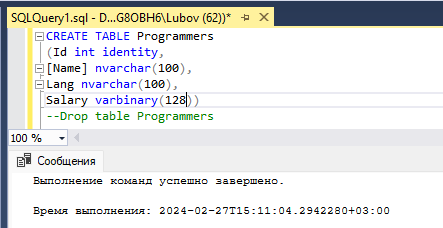 SQLQuery1.sql - D...G8OBH6\Lubov (62))*
CREATE TABLE Programmers
(Id int identity,
[Name] nvarchar(100),
Lang nvarchar(100),
Salary varbinary(128))
--Drop table Programmers
100 %
Сообщения
Выполнение команд успешно завершено.
Время выполнения: 2024-02-27T15:11:04.2942280+03:00